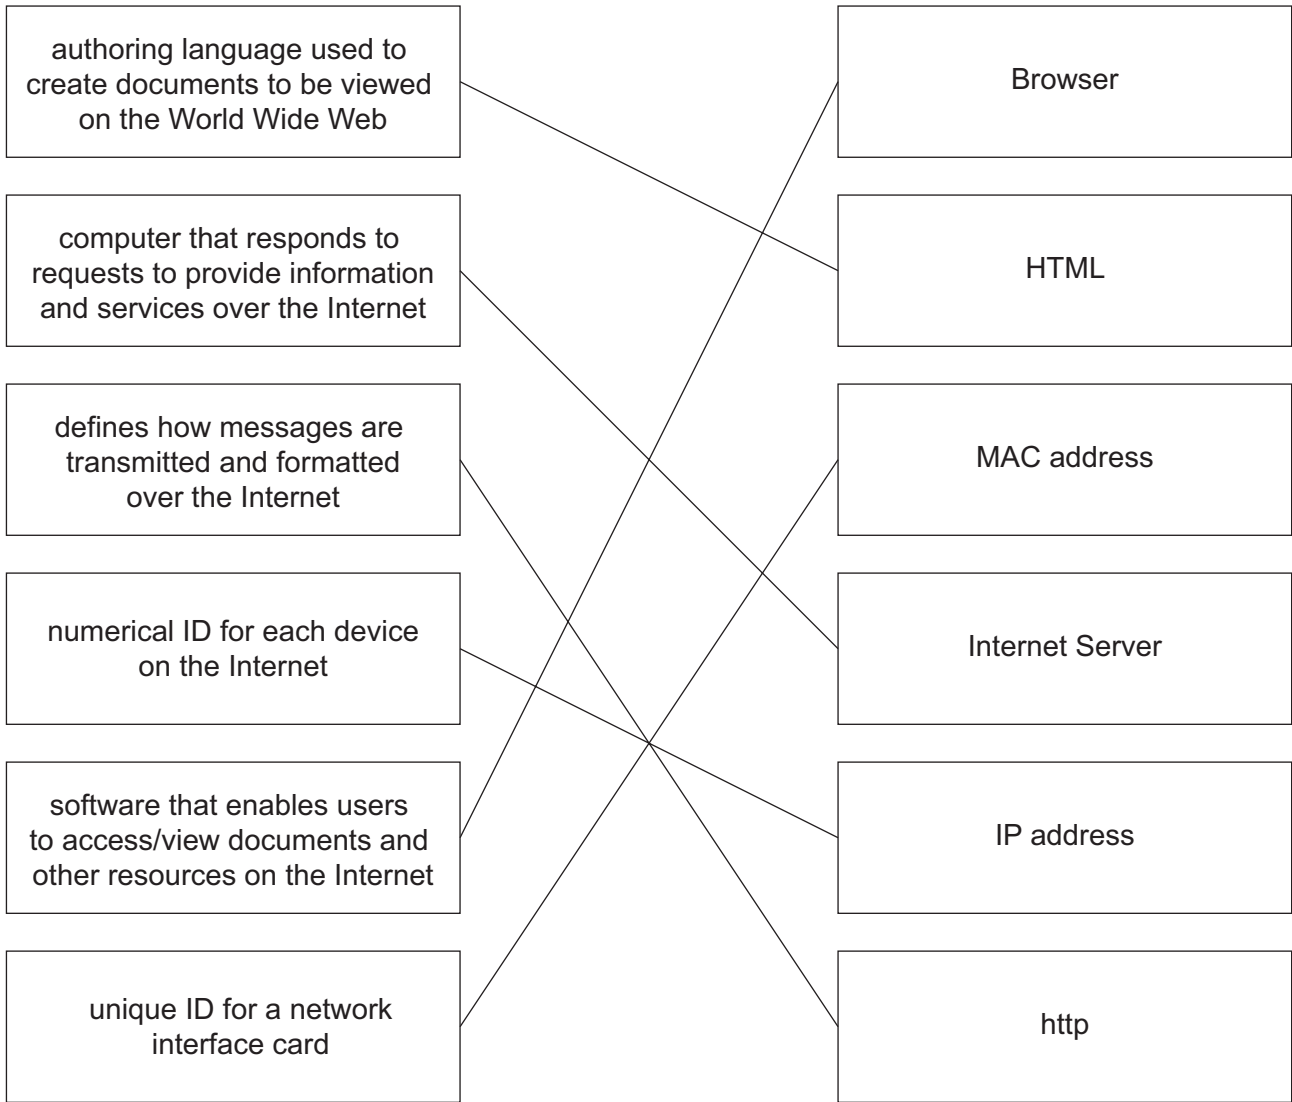 authoring language used to
create documents to be viewed
on the World Wide Web
Browser
computer that responds to
requests to provide information
and services over the Internet
HTML
defines how messages are
transmitted and formatted
over the Internet
MAC address
numerical ID for each device
on the Internet
Internet Server
software that enables users
to access/view documents and
other resources on the Internet
IP address
unique ID for a network
interface card
http